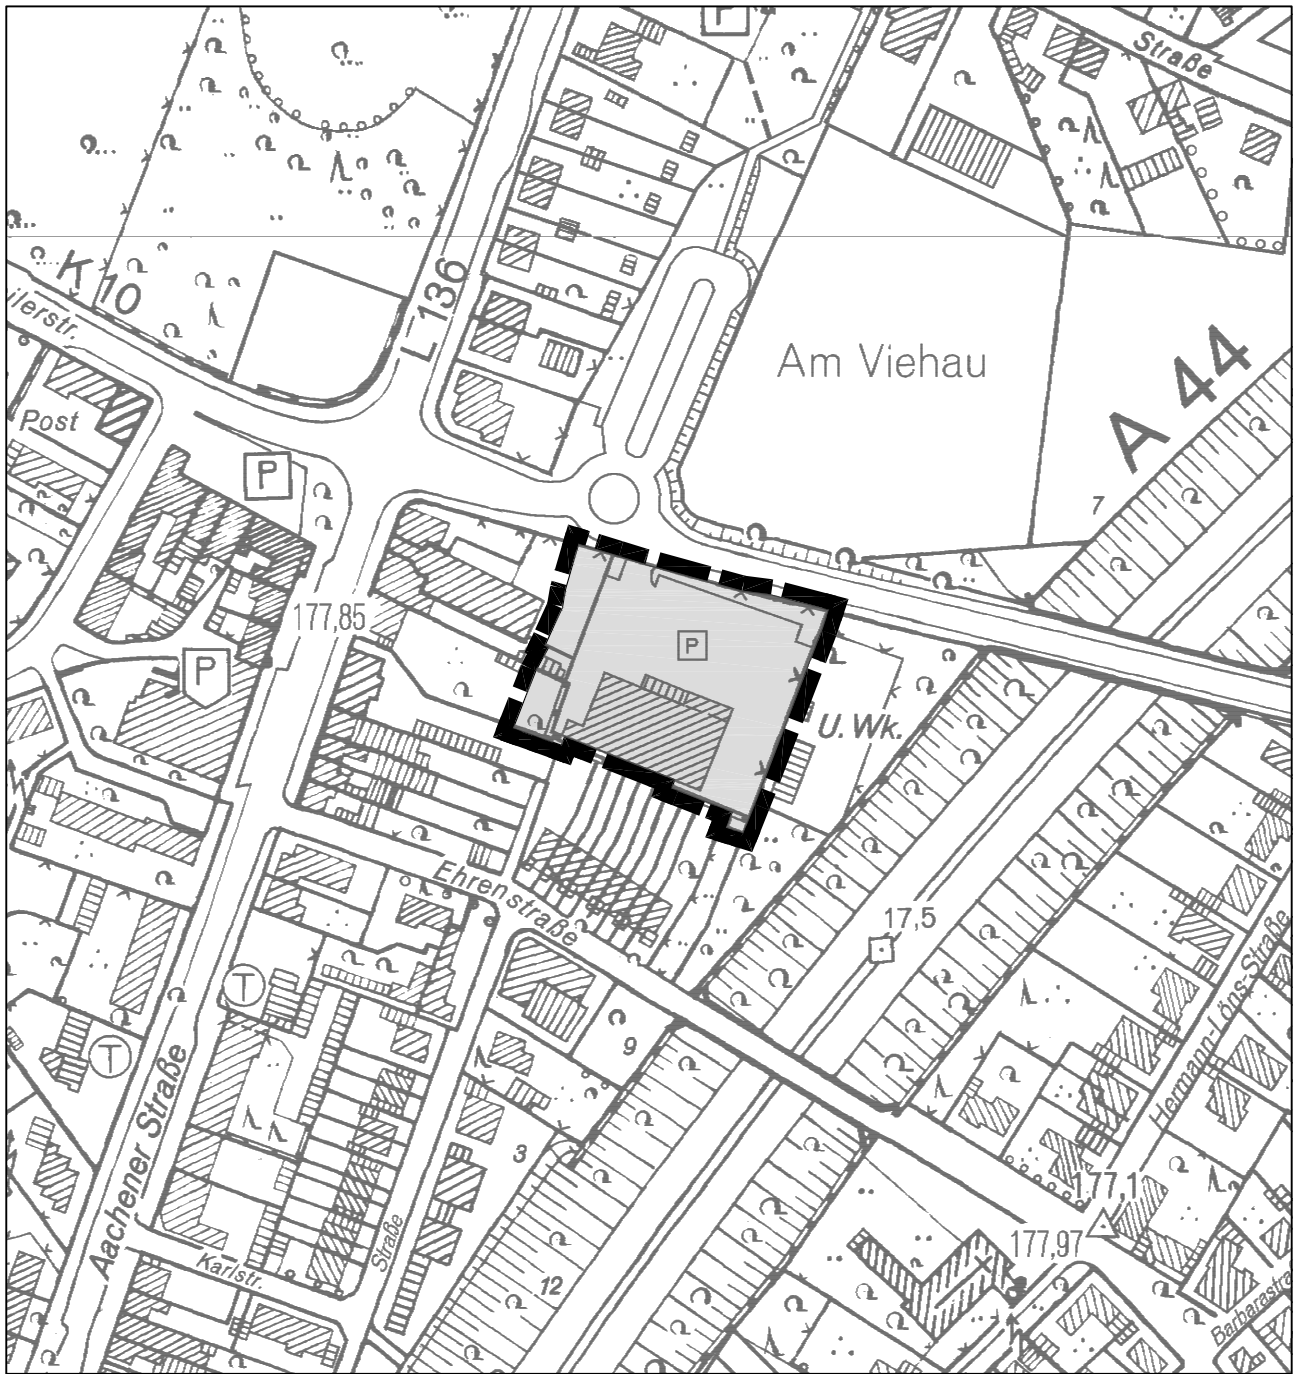 P
Straße
K 10
ilerstr.
L 136
Am Viehau
A 44
Post
P
7
177,85
P
P
U. Wk.
Ehrenstraße
17,5
T
9
T
Hermann-Löns-Straße
Aachener Straße
3
177,1
177,97
Straße
Karlstr.
12
Barbarastra